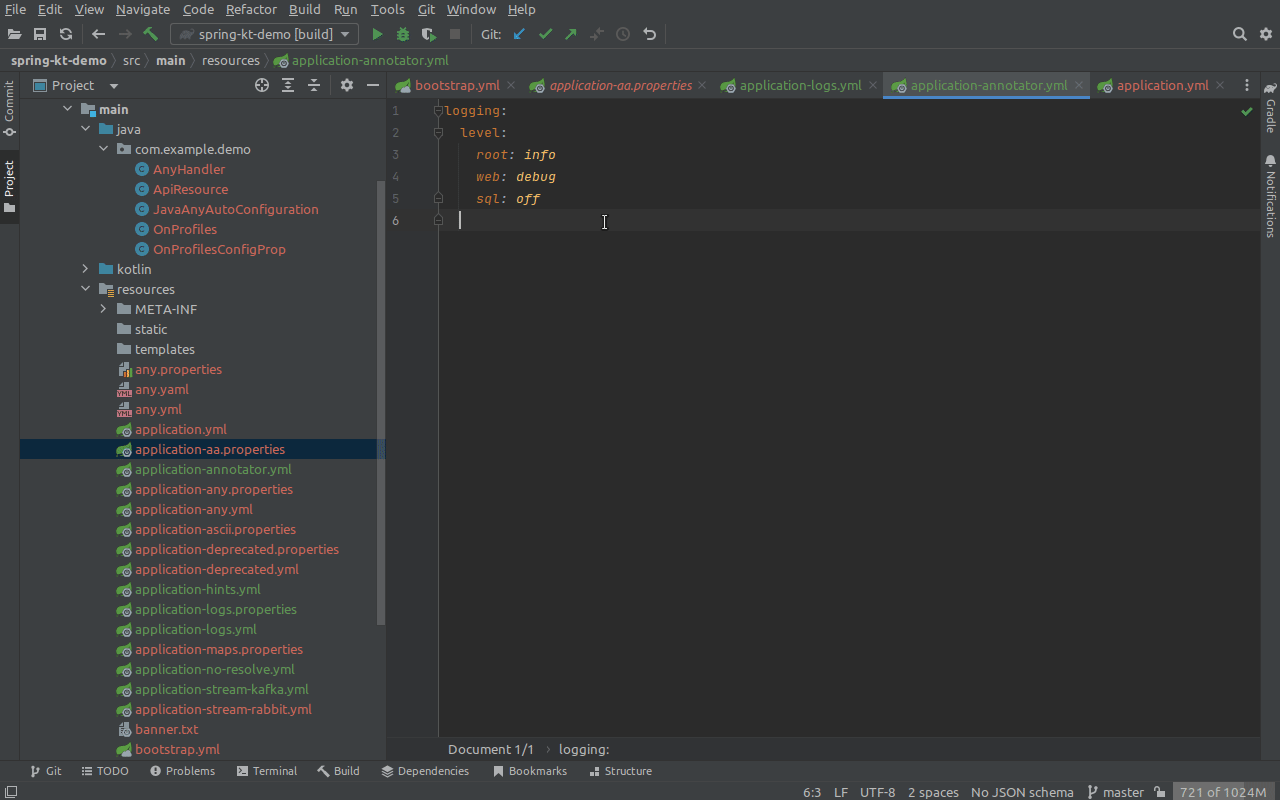 File Edit View Navigate Code Refactor Build Run Tools Git Window Help
spring-kt-demo [build] Git:
spring-kt-demo src main resources application-annotator.yml
Project
bootstrap.yml application-aa.properties application-logs.yml application-annotator.yml application.yml
Commit
Project
main
java
com.example.demo
AnyHandler
ApiResource
JavaAnyAutoConfiguration
OnProfiles
OnProfilesConfigProp
kotlin
resources
META-INF
static
templates
any.properties
any.yaml
any.yml
application.yml
application-aa.properties
application-annotator.yml
application-any.properties
application-any.yml
application-ascii.properties
application-deprecated.properties
application-deprecated.yml
application-hints.yml
application-logs.properties
application-logs.yml
application-maps.properties
application-no-resolve.yml
application-stream-kafka.yml
application-stream-rabbit.yml
banner.txt
bootstrap.yml
1 logging:
2 level:
3 root: info
4 web: debug
5 sql: off
6
Gradle
Notifications
Document 1/1 › logging:
Git TODO Problems Terminal Build Dependencies Bookmarks Structure
6:3 LF UTF-8 2 spaces No JSON schema master 721 of 1024M